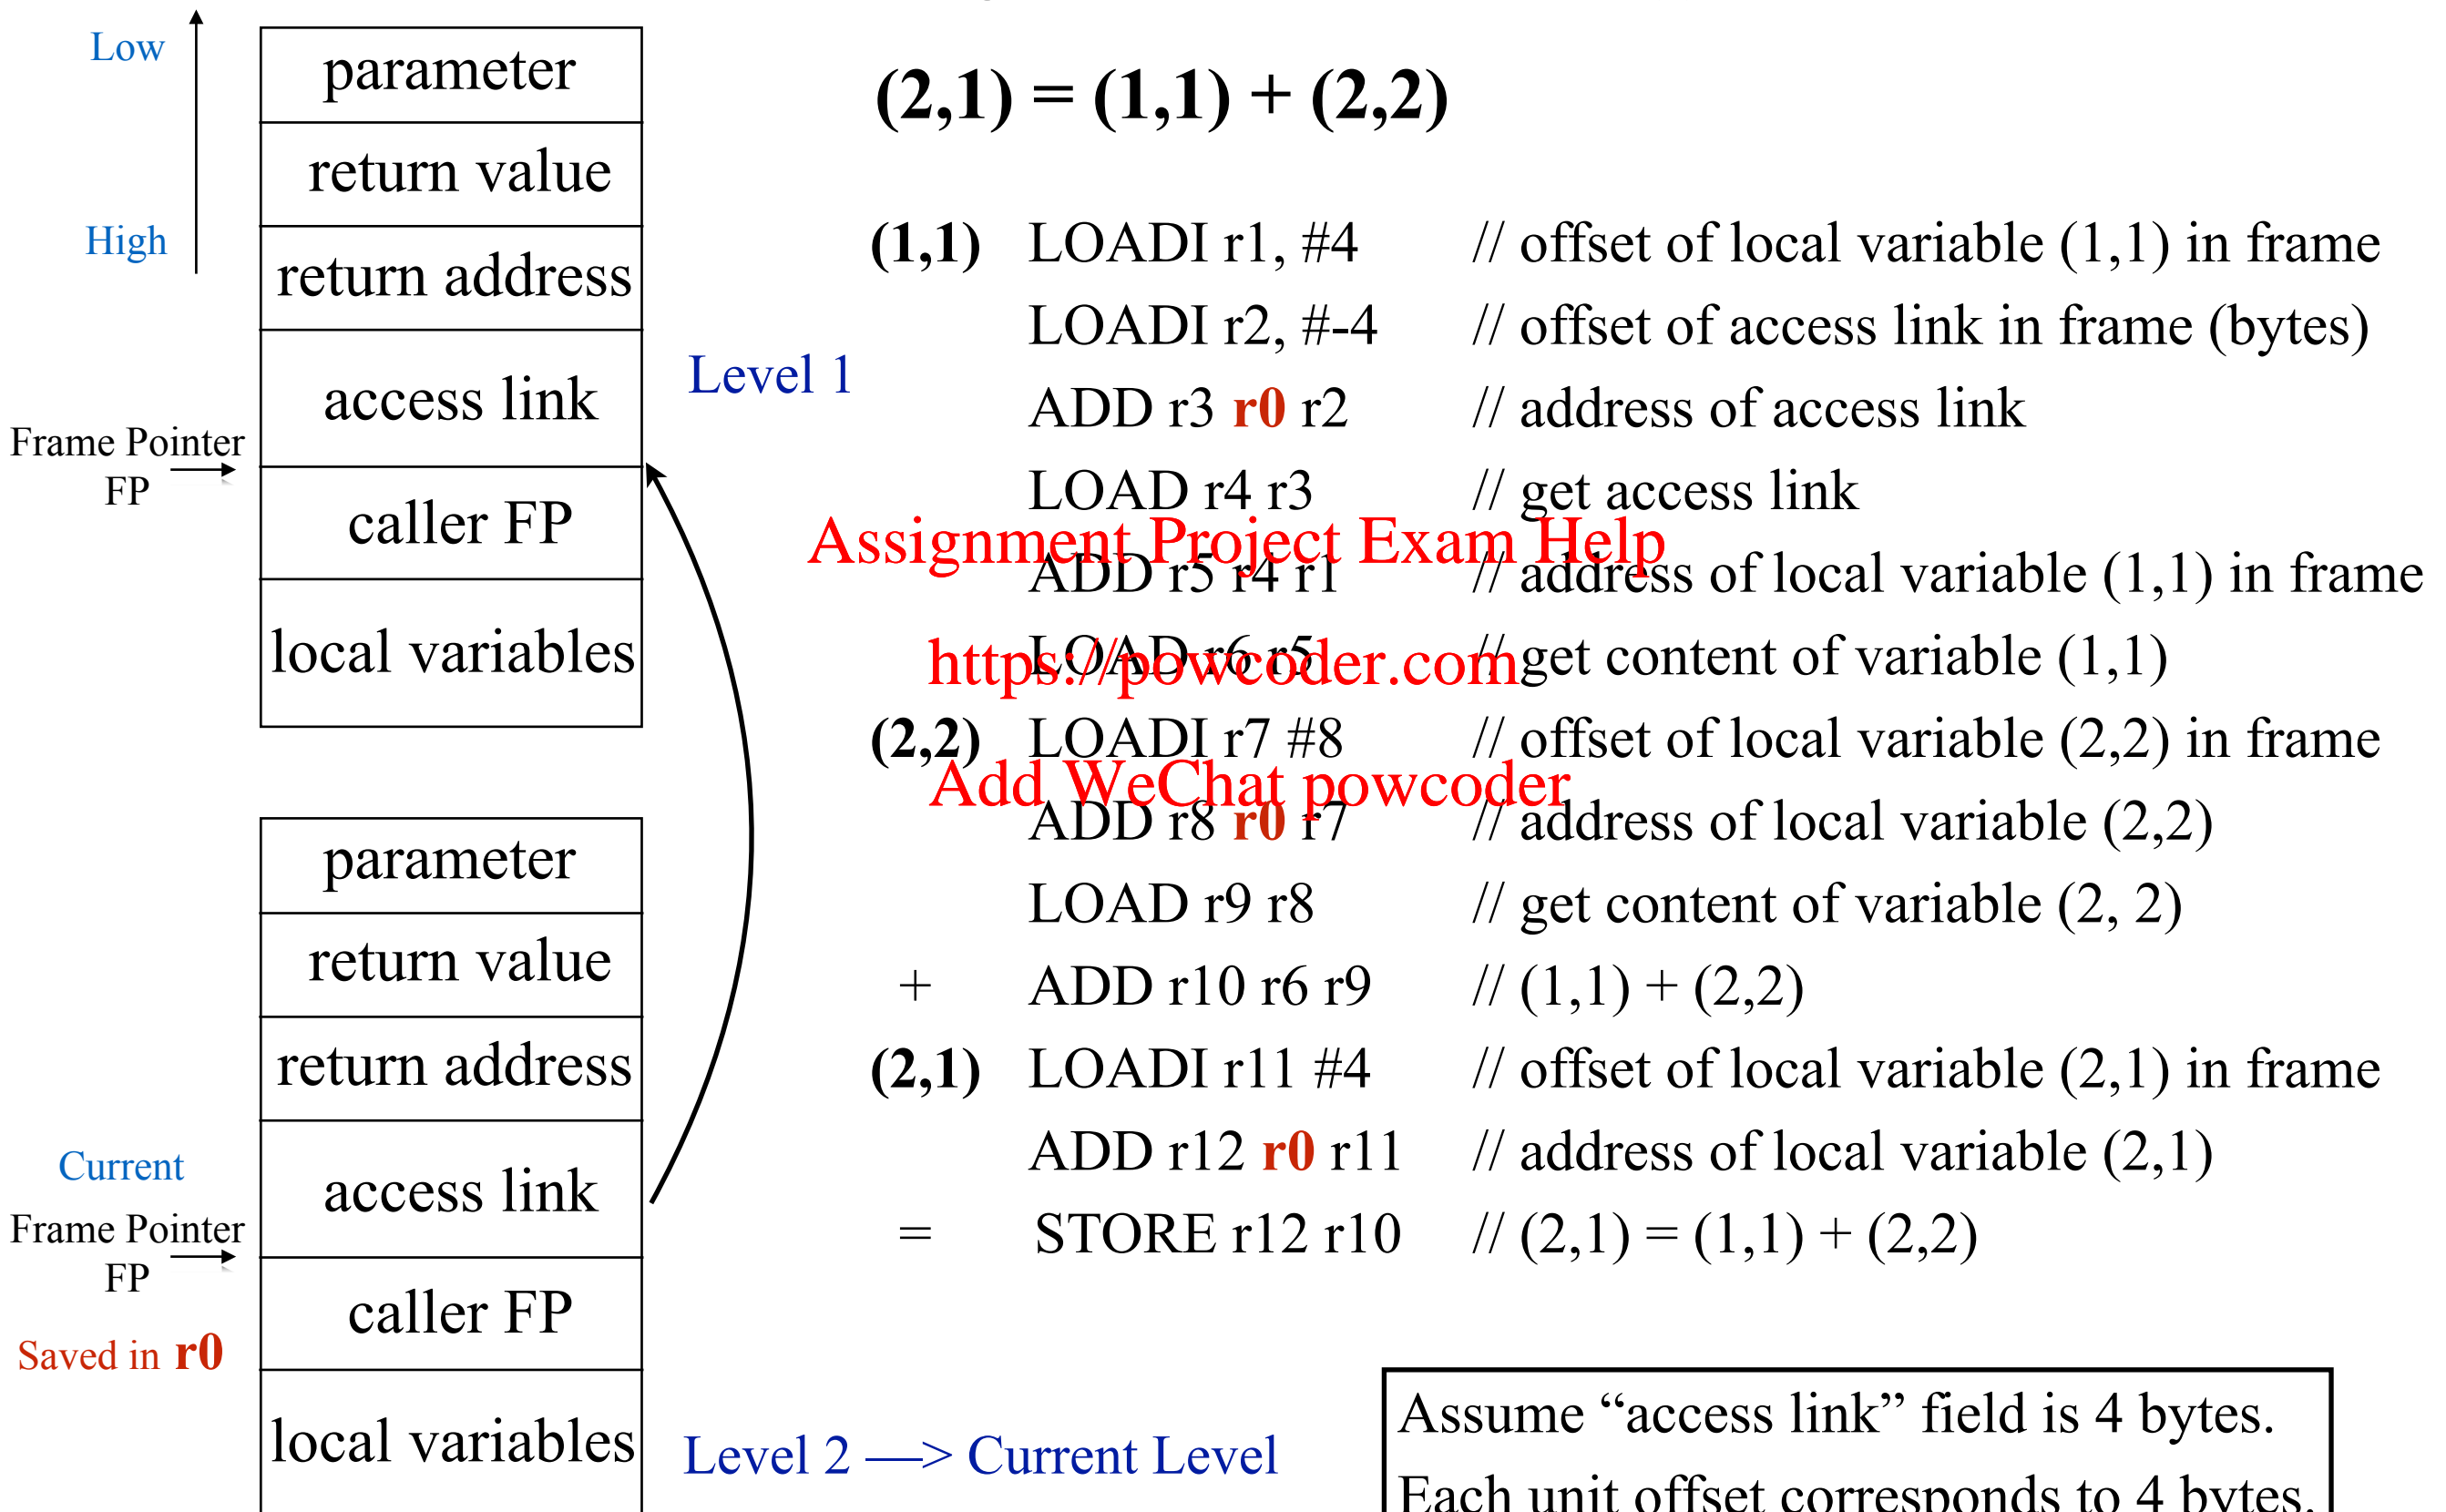 Low
High
parameter
return value
return address
access link
Frame Pointer
FP
caller FP
local variables
Level 1
parameter
return value
return address
access link
Current
Frame Pointer
FP
Saved in r0
caller FP
local variables
Level 2 —> Current Level
(2,1) = (1,1) + (2,2)
(1,1) LOADI r1, #4 // offset of local variable (1,1) in frame
LOADI r2, #-4 // offset of access link in frame (bytes)
ADD r3 r0 r2 // address of access link
LOAD r4 r3 // get access link
Assignment Project Exam Help
ADD r5 r4 r1 // address of local variable (1,1) in frame
https://powcoder.com
LOAD r6 r5 // get content of variable (1,1)
(2,2) LOADI r7 #8 // offset of local variable (2,2) in frame
Add WeChat powcoder
ADD r8 r0 r7 // address of local variable (2,2)
LOAD r9 r8 // get content of variable (2, 2)
+ ADD r10 r6 r9 // (1,1) + (2,2)
(2,1) LOADI r11 #4 // offset of local variable (2,1) in frame
ADD r12 r0 r11 // address of local variable (2,1)
= STORE r12 r10 // (2,1) = (1,1) + (2,2)
Assume “access link” field is 4 bytes.
Each unit offset corresponds to 4 bytes.